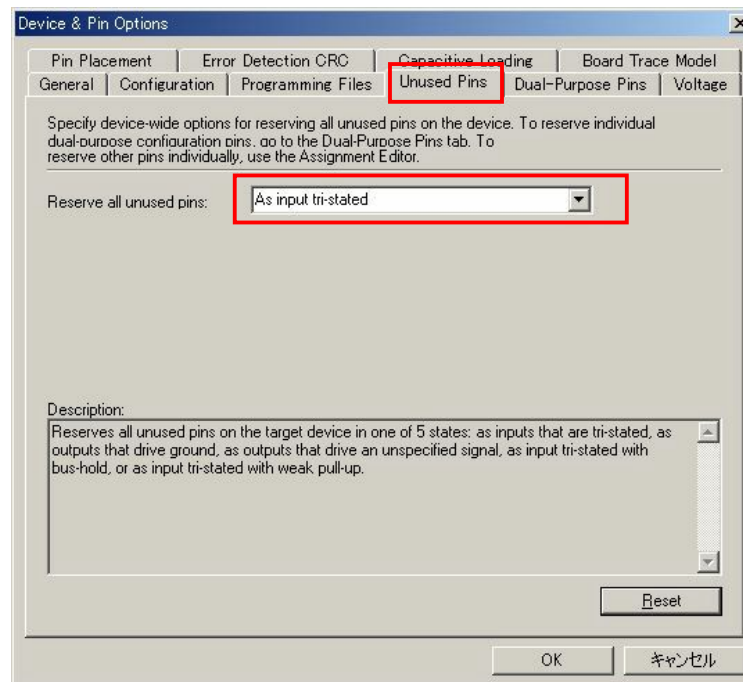 Device & Pin Options
Pin Placement
Error Detection CRC
Capacitive Loading
Board Trace Model
General
Configuration
Programming Files
Unused Pins
Dual-Purpose Pins
Voltage
Specify device-wide options for reserving all unused pins on the device. To reserve individual
dual-purpose configuration pins, go to the Dual-Purpose Pins tab. To
reserve other pins individually, use the Assignment Editor.
Reserve all unused pins:
As input tri-stated
Description:
Reserves all unused pins on the target device in one of 5 states: as inputs that are tri-stated, as
outputs that drive ground, as outputs that drive an unspecified signal, as input tri-stated with
bus-hold, or as input tri-stated with weak pull-up.
Reset
OK
キャンセル